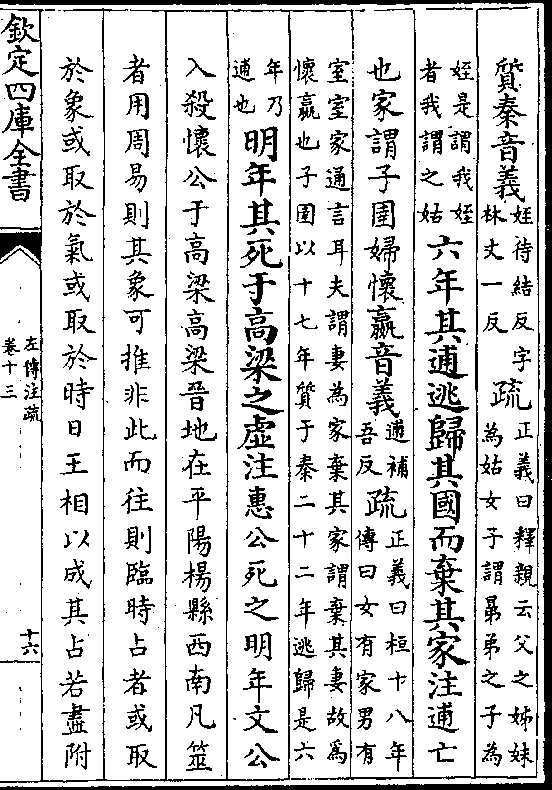 質秦音義姪待結反字林丈一反疏正義曰釋親云父之姊妹為姑女子謂晜弟之子為
姪是謂我姪者我謂之姑六年其逋逃歸其國而棄其家注逋亡
也家謂子圉婦懷嬴音義逋補吾反疏正義曰桓十八年傳曰女有家男有
室室家通言耳夫謂妻為家棄其家謂棄其妻故為懷嬴也子圉以十七年質于秦二十二年逃歸是六
年乃逋也明年其死于高梁之虛注惠公死之明年文公
入殺懷公于高梁高梁晉地在平陽楊縣西南凡筮
者用周易則其象可推非此而往則臨時占者或取
於象或取於氣或取於時日王相以成其占若盡附
欽定四庫全書
左傳注疏
卷十三
十六